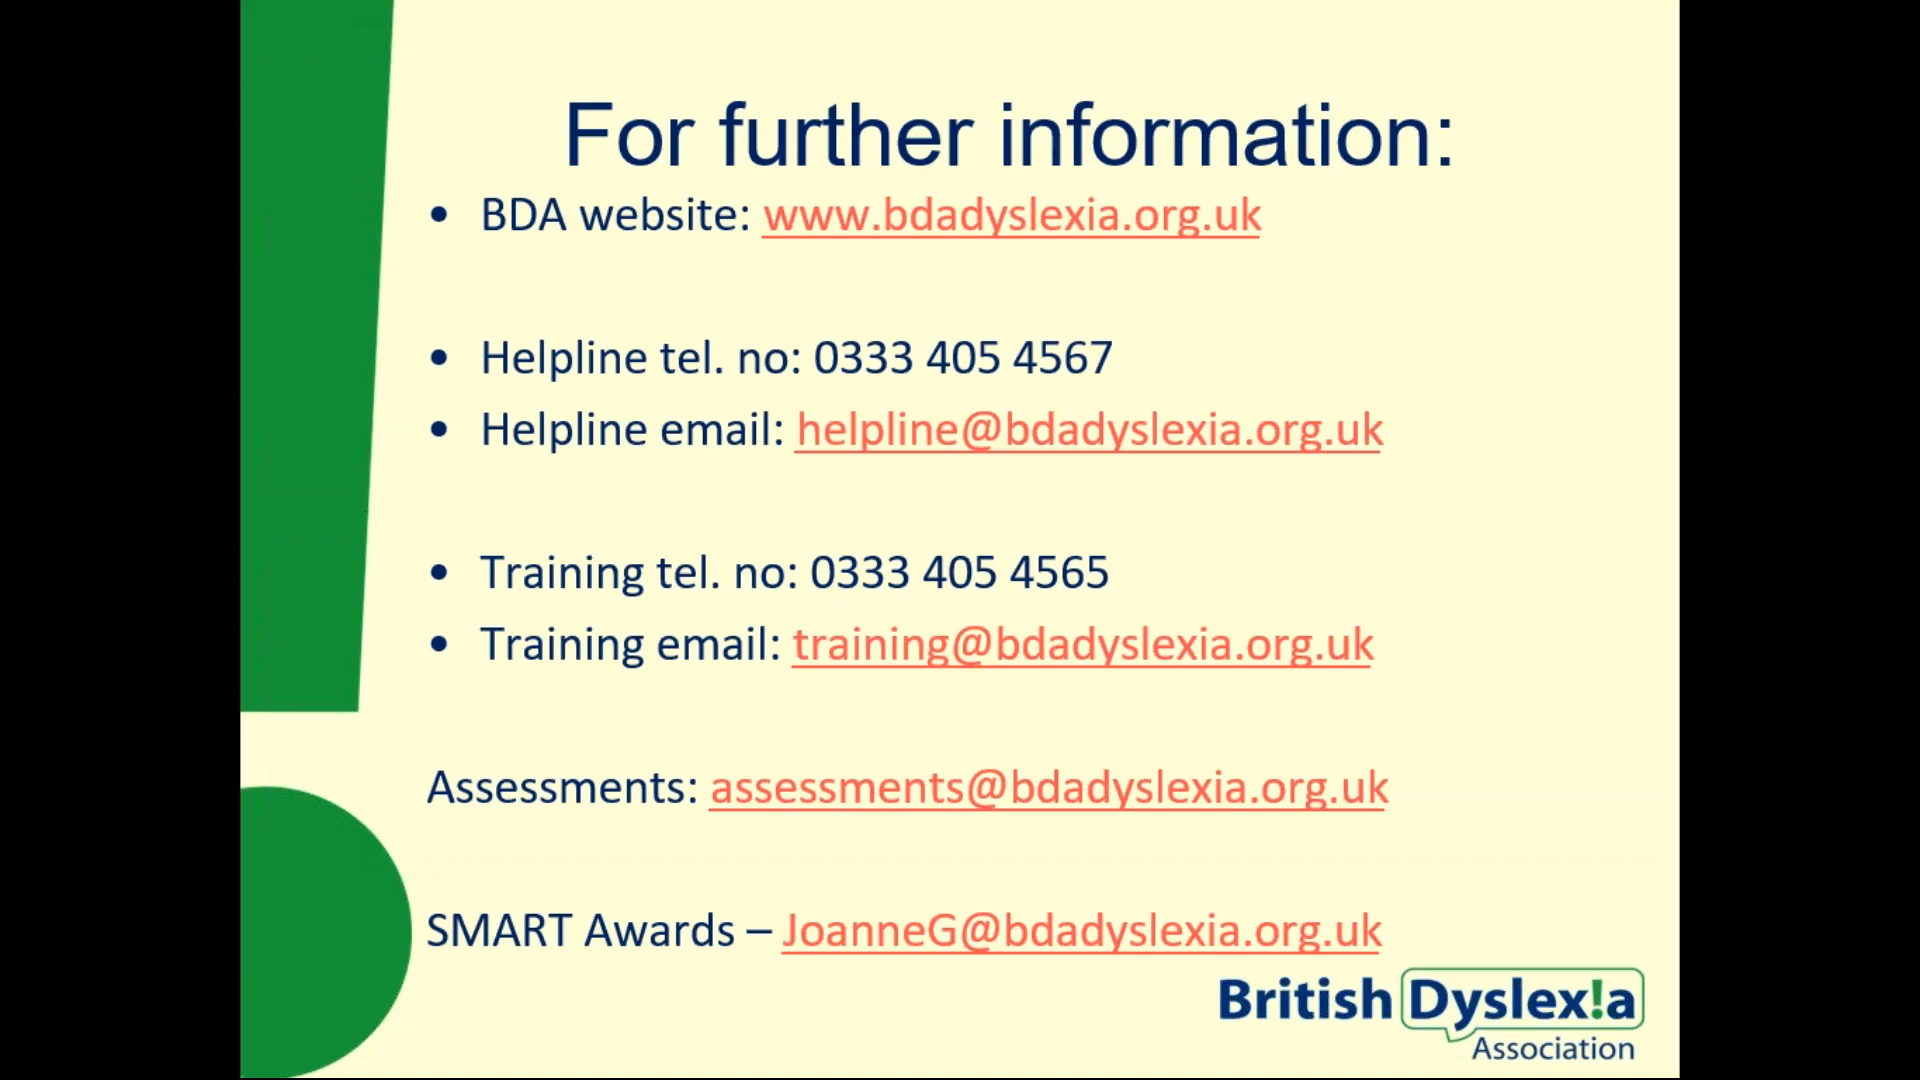 For further information:
• BDA website: www.bdadyslexia.org.uk
• Helpline tel. no: 0333 405 4567
• Helpline email: helpline@bdadyslexia.org.uk
• Training tel. no: 0333 405 4565
• Training email: training@bdadyslexia.org.uk
Assessments: assessments@bdadyslexia.org.uk
SMART Awards – JoanneG@bdadyslexia.org.uk
British Dyslex!a
Association